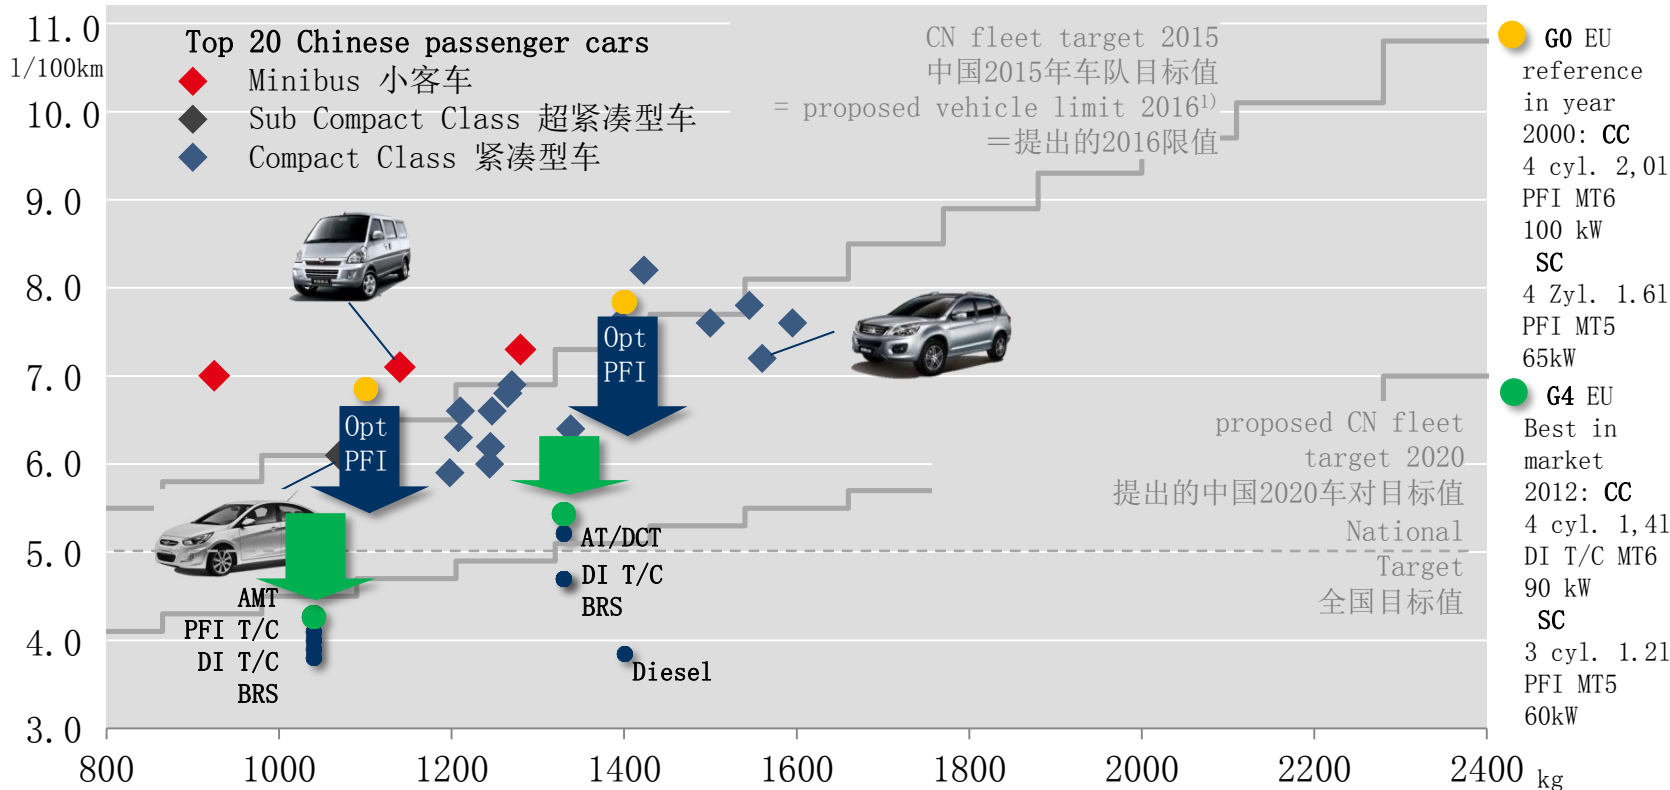 11.0
l/100km
10.0
9.0
8.0
7.0
6.0
5.0
4.0
3.0
800
1000
1200
1400
1600
1800
2000
2200
2400
kg
Top 20 Chinese passenger cars
Minibus 小客车
Sub Compact Class 超紧凑型车
Compact Class 紧凑型车
CN fleet target 2015
中国2015年车队目标值
= proposed vehicle limit 2016¹⁾
＝提出的2016限值
Opt
PFI
Opt
PFI
proposed CN fleet
target 2020
提出的中国2020车对目标值
National
Target
全国目标值
AT/DCT
DI T/C
BRS
AMT
PFI T/C
DI T/C
BRS
Diesel
G0 EU
reference
in year
2000: CC
4 cyl. 2,0l
PFI MT6
100 kW
SC
4 Zyl. 1.6l
PFI MT5
65kW
G4 EU
Best in
market
2012: CC
4 cyl. 1,4l
DI T/C MT6
90 kW
SC
3 cyl. 1.2l
PFI MT5
60kW